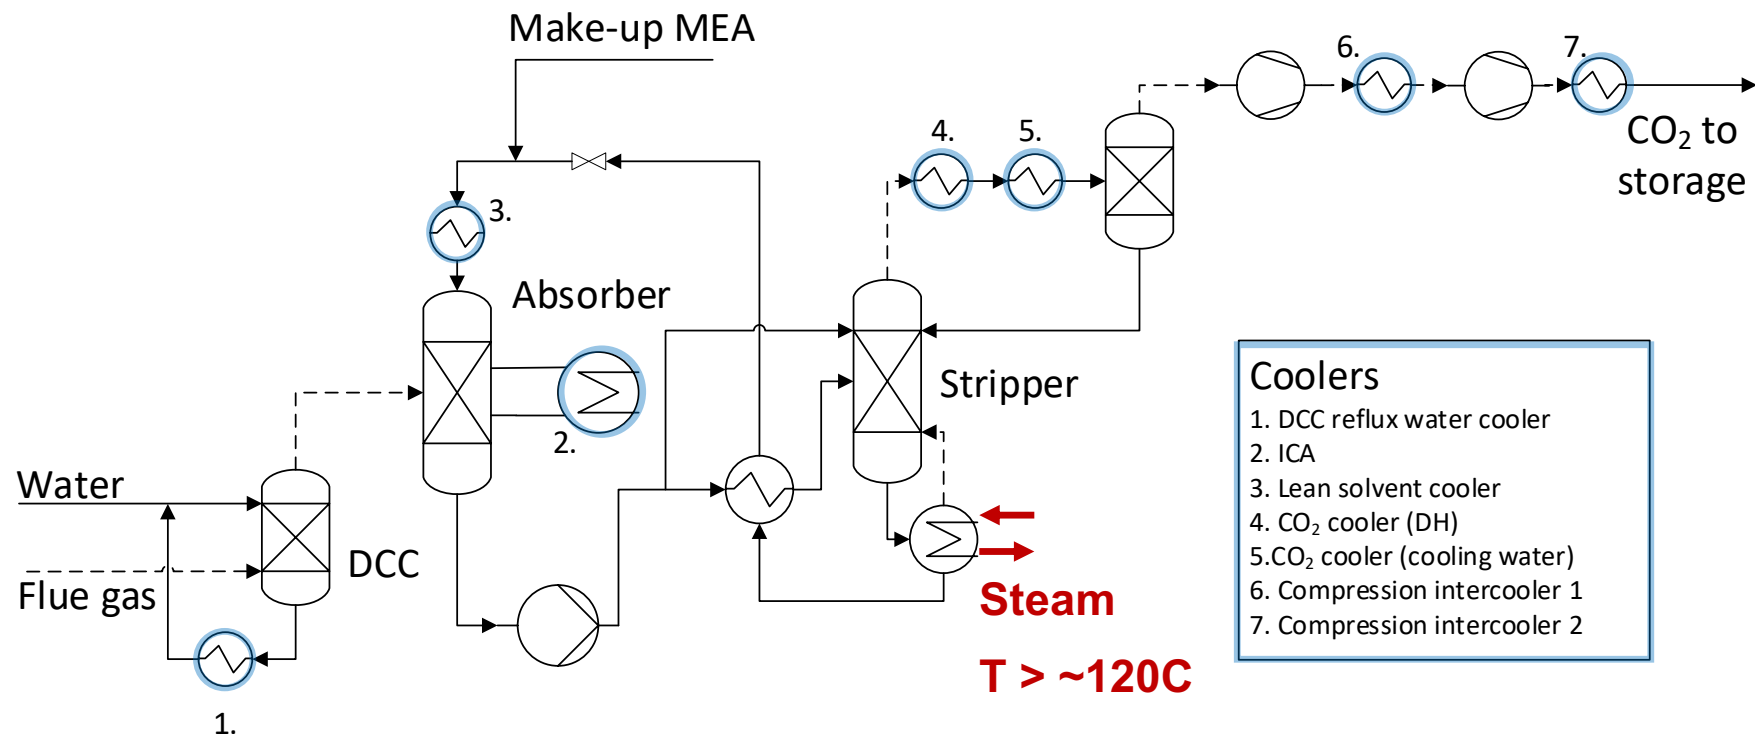 Make-up MEA
6.
7.
4.
5.
CO₂ to
storage
3.
Absorber
Stripper
2.
Water
DCC
Flue gas
1.
Steam
T > ~120C
Coolers
1. DCC reflux water cooler
2. ICA
3. Lean solvent cooler
4. CO₂ cooler (DH)
5.CO₂ cooler (cooling water)
6. Compression intercooler 1
7. Compression intercooler 2